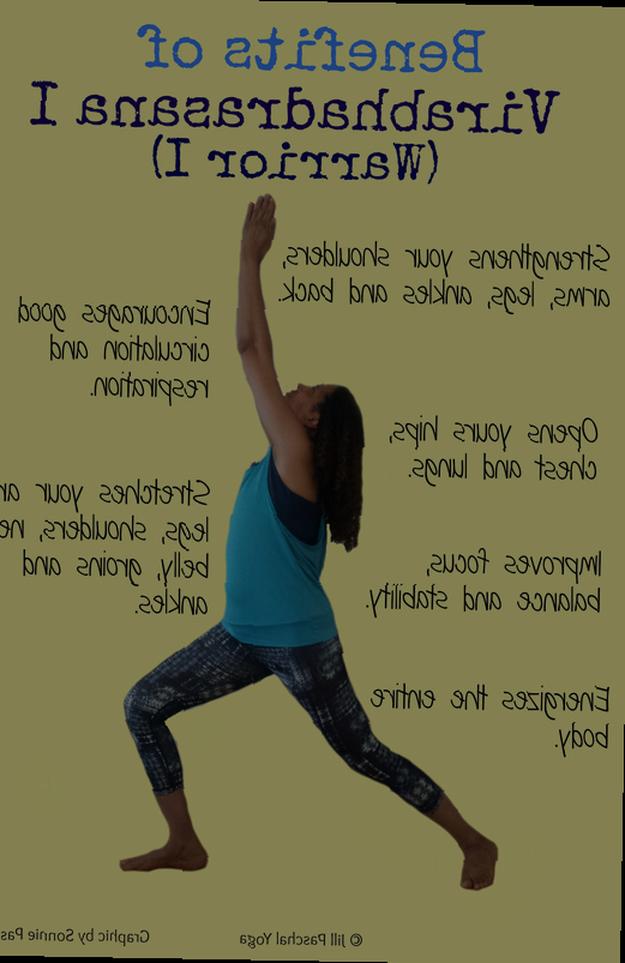 Benefits of
Virabhadrasana I
(Warrior I)
Strengthens your shoulders,
arms, legs, ankles and back.
Opens yours hips,
chest and lungs.
Improves focus,
balance and stability.
Energizes the entire
body.
Encourages good
circulation and
respiration.
Stretches your
legs, shoulders,
belly, groins and
ankles.
© Jill Paschal Yoga
Graphic by Sonnie